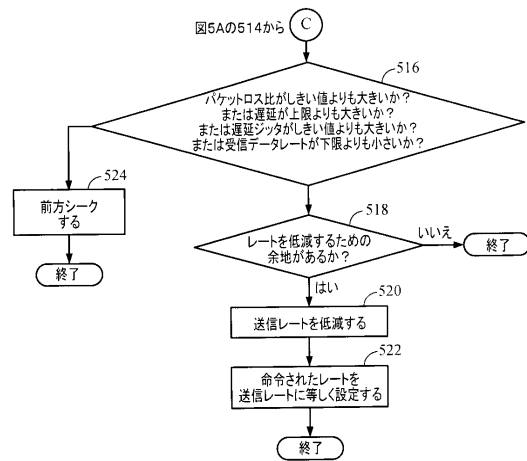 図5Aの514から
C
516
パケットロス比がしきい値よりも大きいか？
または遅延が上限よりも大きいか？
または遅延ジッタがしきい値よりも大きいか？
または受信データレートが下限よりも小さいか？
524
前方シーク
する
終了
518
レートを低減するための
余地があるか？
いいえ
終了
はい
520
送信レートを低減する
522
命令されたレートを
送信レートに等しく設定する
終了